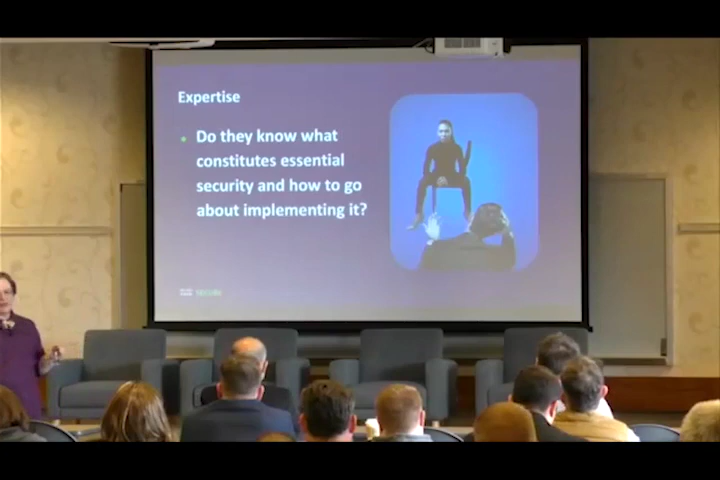 Expertise
Do they know what
constitutes essential
security and how to go
about implementing it?